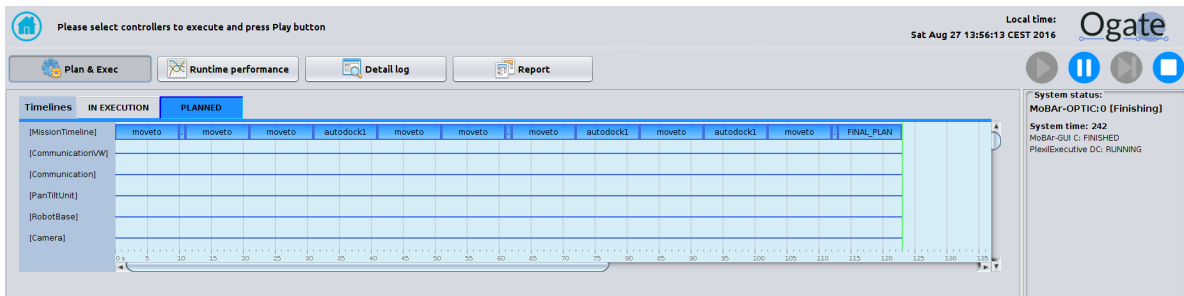 Please select controllers to execute and press Play button
Local time:
Sat Aug 27 13:56:13 CEST 2016
Ogate
Plan & Exec
Runtime performance
Detail log
Report
Timelines IN EXECUTION PLANNED
System status:
MoBAr-OPTIC:0 [Finishing]
System time: 242
MoBAr-GUI C: FINISHED
PlexilExecutive DC: RUNNING
[MissionTimeline] moveto . moveto moveto autodock1 moveto moveto . moveto autodock1 moveto autodock1 moveto . FINAL_PLAN
[CommunicationVW]
[Communication]
[PanTiltUnit]
[RobotBase]
[Camera]
0 s 5 10 15 20 25 30 35 40 45 50 55 60 65 70 75 80 85 90 95 100 105 110 115 120 125 130 135